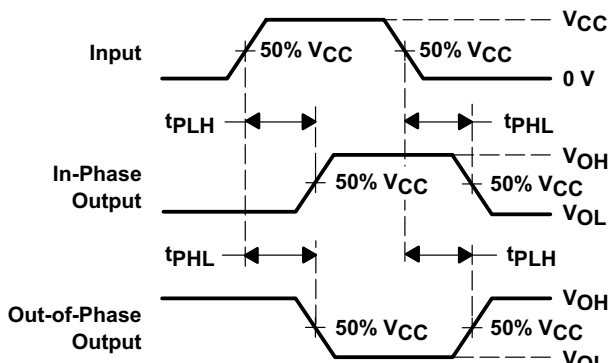 VCC
Input
50% VCC
50% VCC
0 V
tPLH
tPHL
VOH
In-Phase
Output
50% VCC
50% VCC
VOL
tPHL
tPLH
VOH
Out-of-Phase
Output
50% VCC
50% VCC
VOL